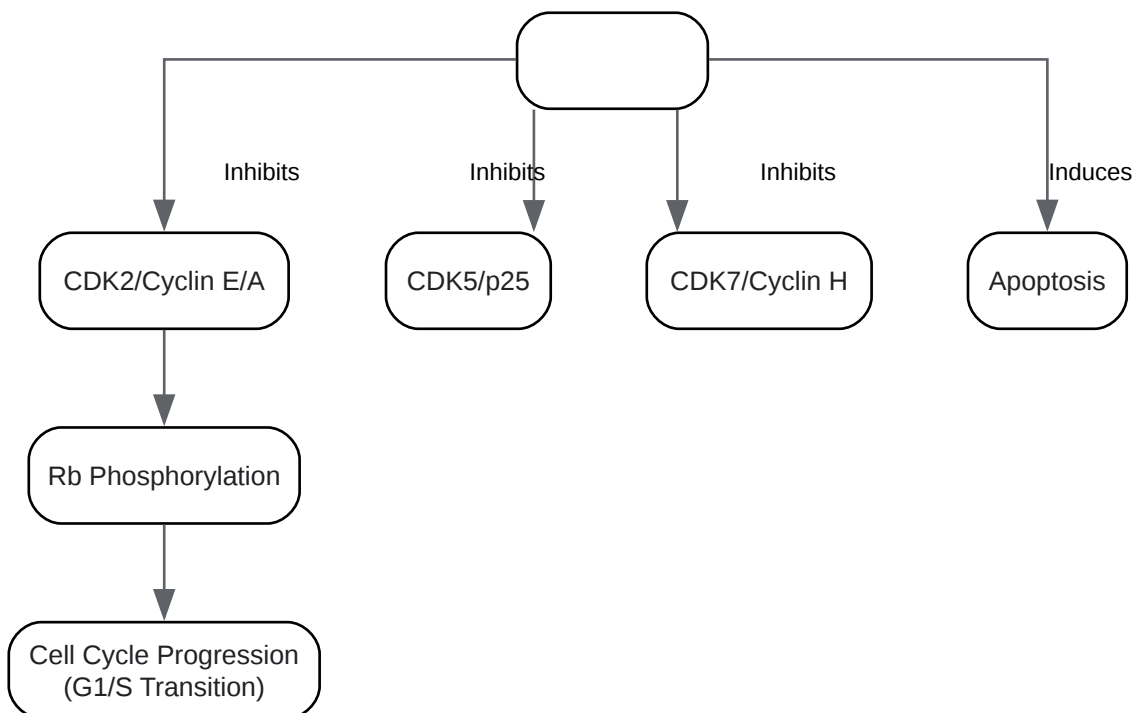 Inhibits
Inhibits
Inhibits
Induces
CDK2/Cyclin E/A
CDK5/p25
CDK7/Cyclin H
Apoptosis
Rb Phosphorylation
Cell Cycle Progression
(G1/S Transition)